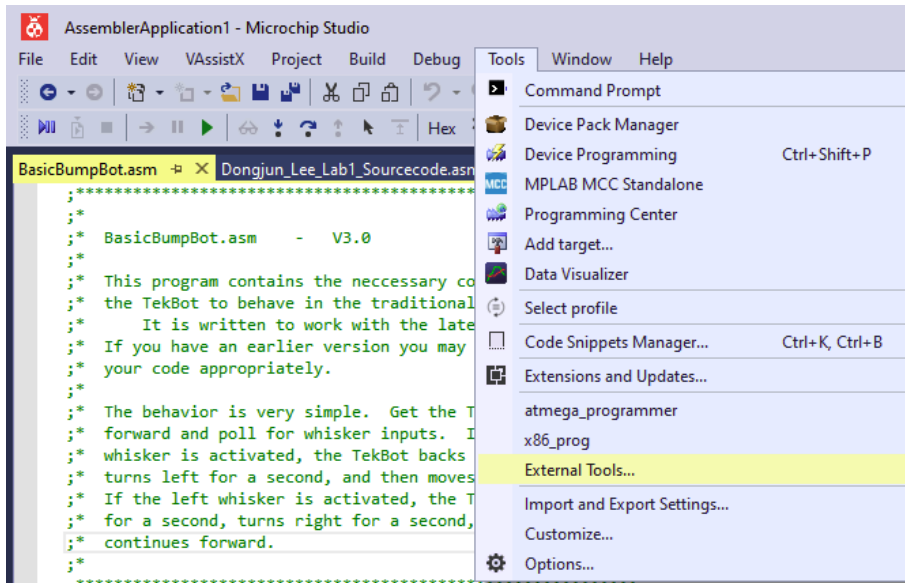 AssemblerApplication1 - Microchip Studio
File Edit View VAssistX Project Build Debug Tools Window Help
Hex
BasicBumpBot.asm Dongjun_Lee_Lab1_Sourcecode.asm
Command Prompt
Device Pack Manager
Device Programming Ctrl+Shift+P
MCC MPLAB MCC Standalone
Programming Center
Add target...
Data Visualizer
Select profile
Code Snippets Manager... Ctrl+K, Ctrl+B
Extensions and Updates...
atmega_programmer
x86_prog
External Tools...
Import and Export Settings...
Customize...
Options...
;***********************************************
;*
;* BasicBumpBot.asm - V3.0
;*
;* This program contains the neccessary co
;* the TekBot to behave in the traditional
;* It is written to work with the late
;* If you have an earlier version you may
;* your code appropriately.
;*
;* The behavior is very simple. Get the T
;* forward and poll for whisker inputs. I
;* whisker is activated, the TekBot backs
;* turns left for a second, and then moves
;* If the left whisker is activated, the T
;* for a second, turns right for a second,
;* continues forward.
;*